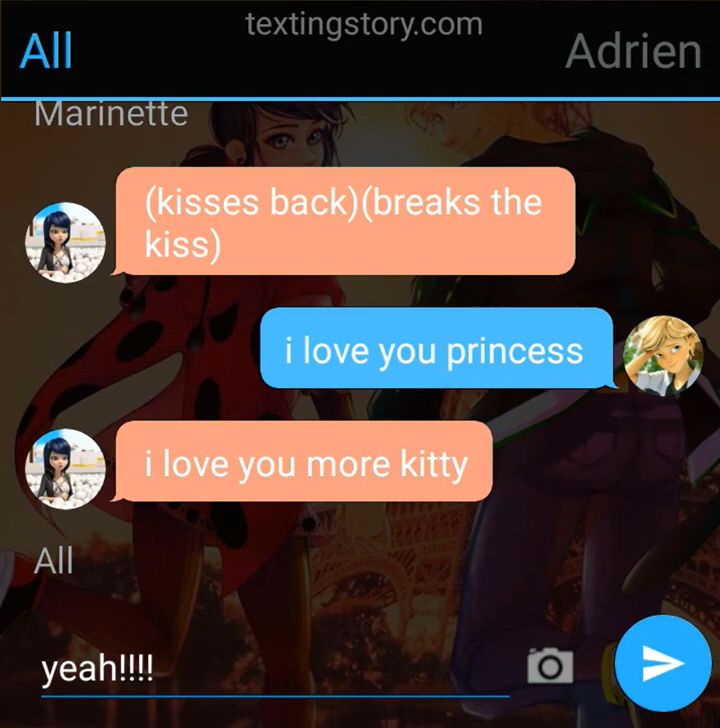 textingstory.com
All
Adrien
Marinette
(kisses back)(breaks the
kiss)
i love you princess
i love you more kitty
All
yeah!!!!